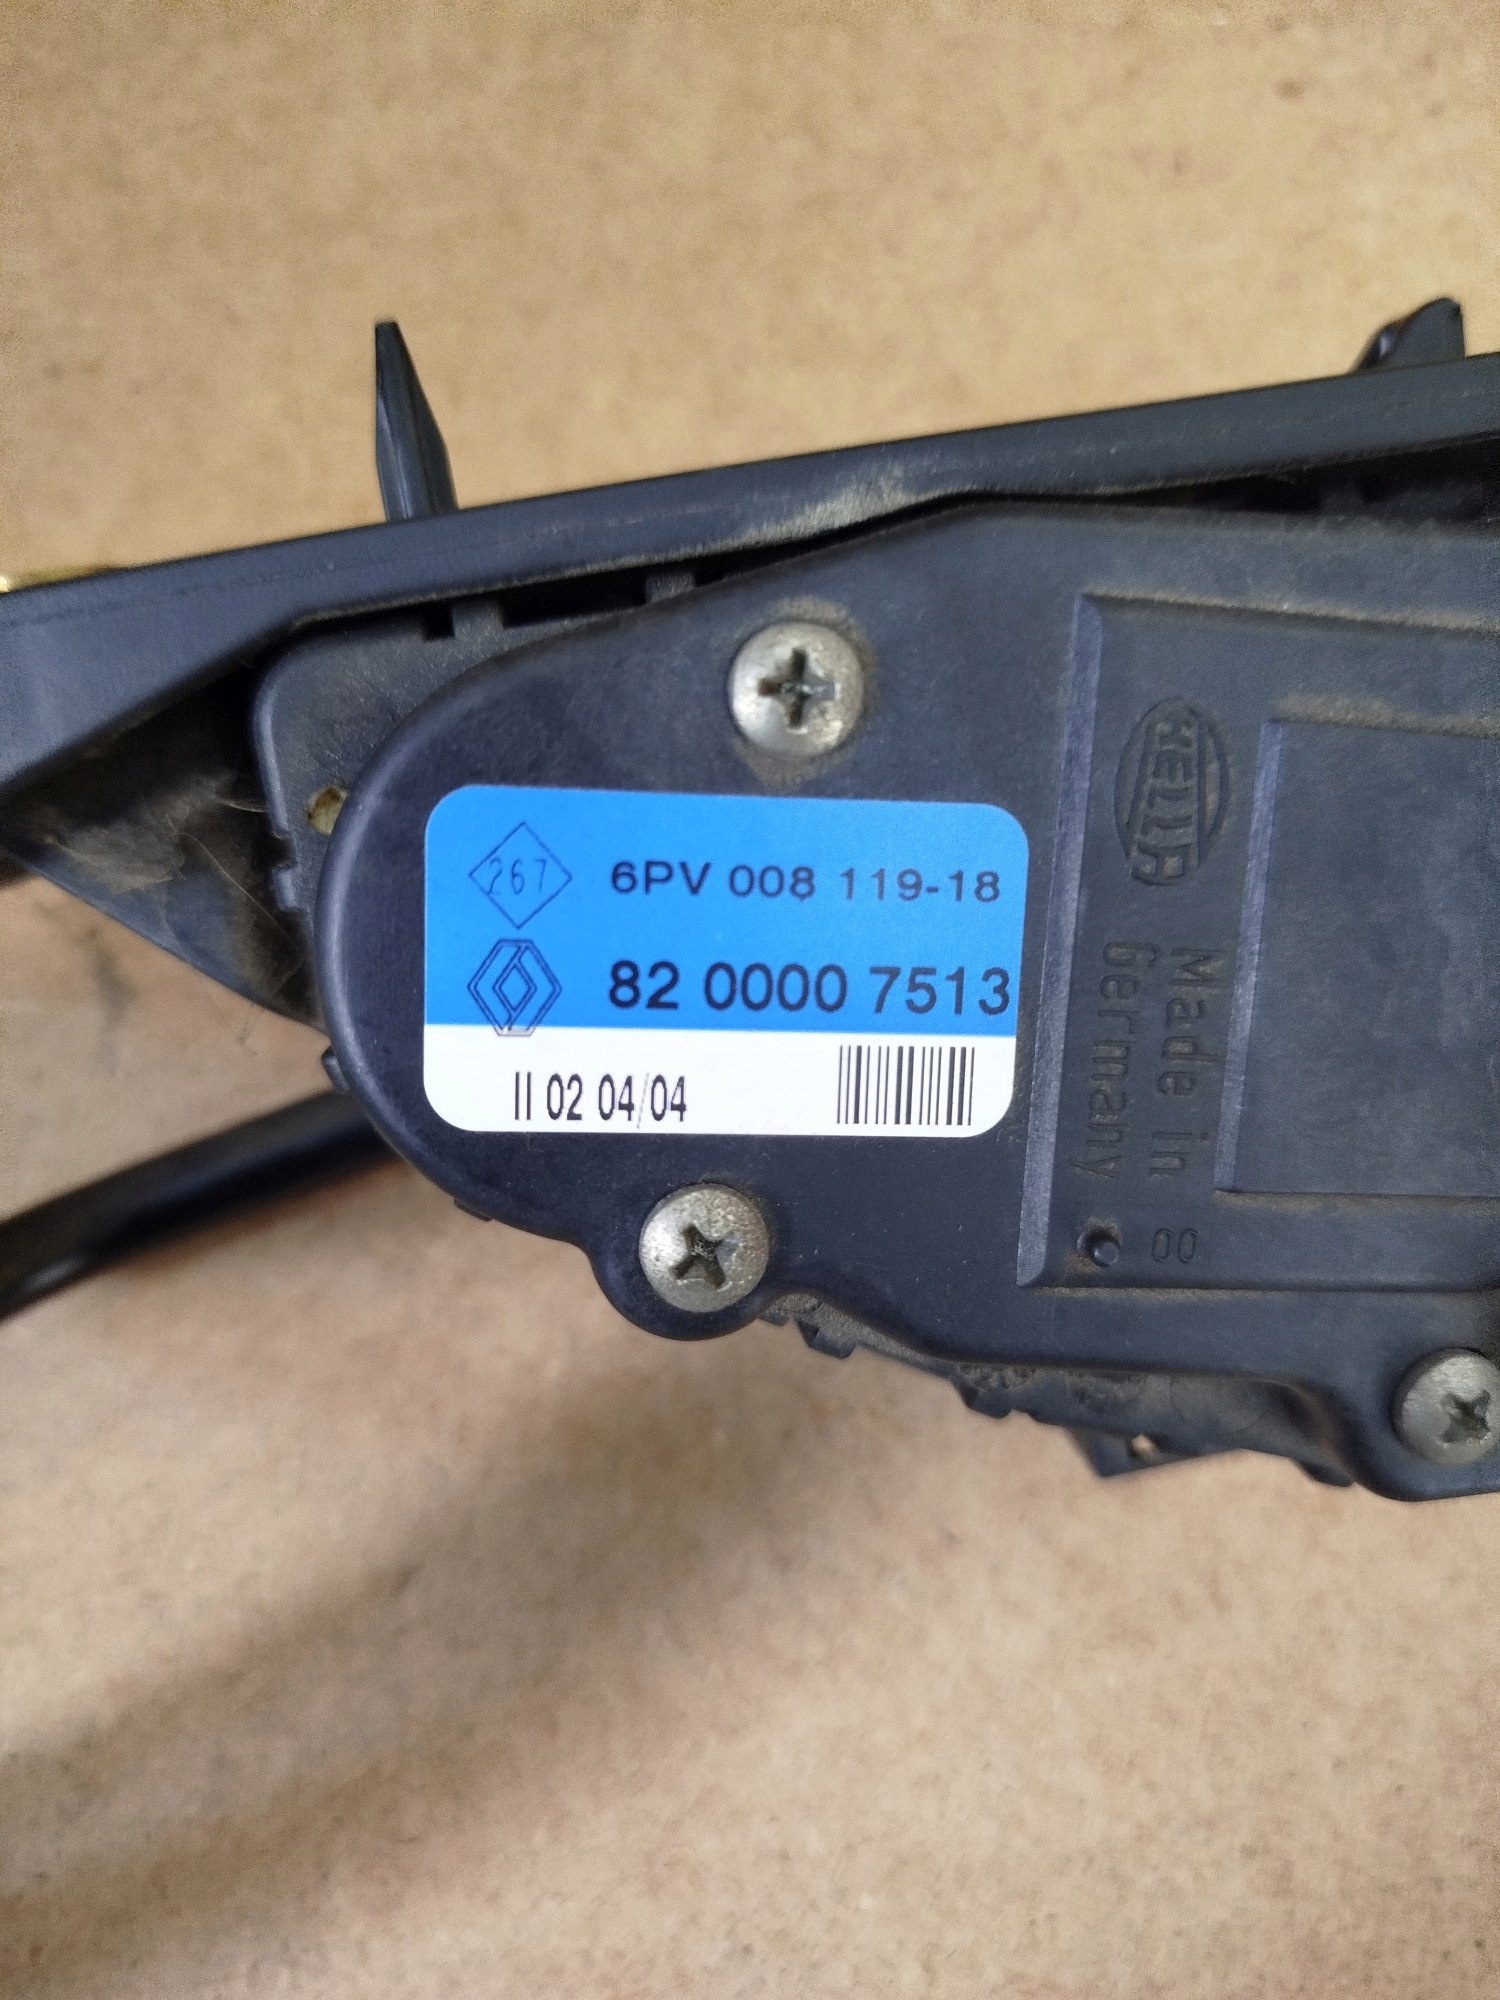 267
6PV 008 119-18
82 0000 7513
II 02 04/04
HELLA
Made in
Germany
00